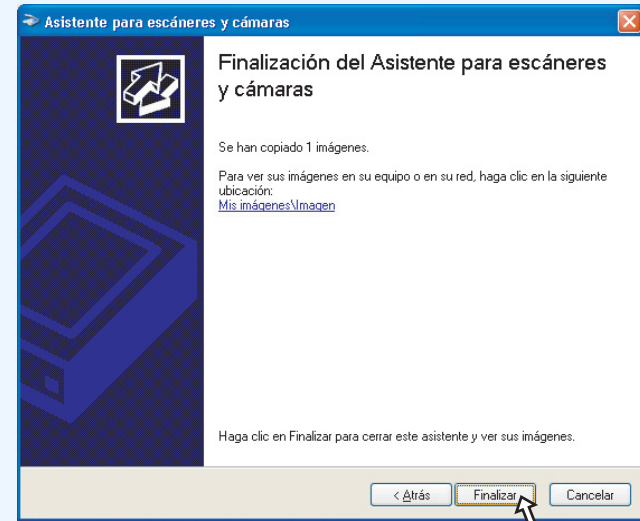 Asistente para escáneres y cámaras
Finalización del Asistente para escáneres
y cámaras
Se han copiado 1 imágenes.
Para ver sus imágenes en su equipo o en su red, haga clic en la siguiente
ubicación:
Mis imágenes\Imagen
Haga clic en Finalizar para cerrar este asistente y ver sus imágenes.
< Atrás
Finalizar
Cancelar